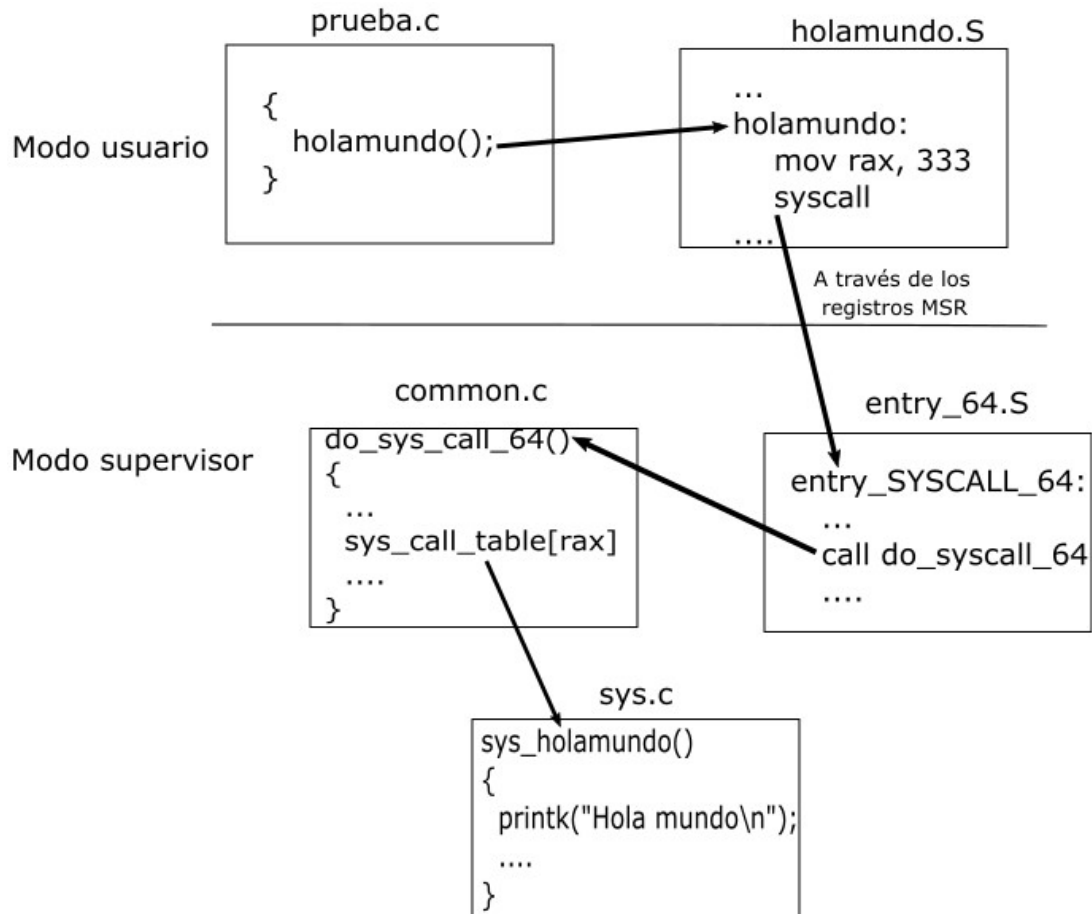 prueba.c
{
holamundo();
}
holamundo.S
...
holamundo:
mov rax, 333
syscall
....
Modo usuario
A través de los
registros MSR
Modo supervisor
common.c
do_sys_call_64()
{
...
sys_call_table[rax]
....
}
entry_64.S
entry_SYSCALL_64:
...
call do_syscall_64
....
sys.c
sys_holamundo()
{
printk("Hola mundo\n");
....
}